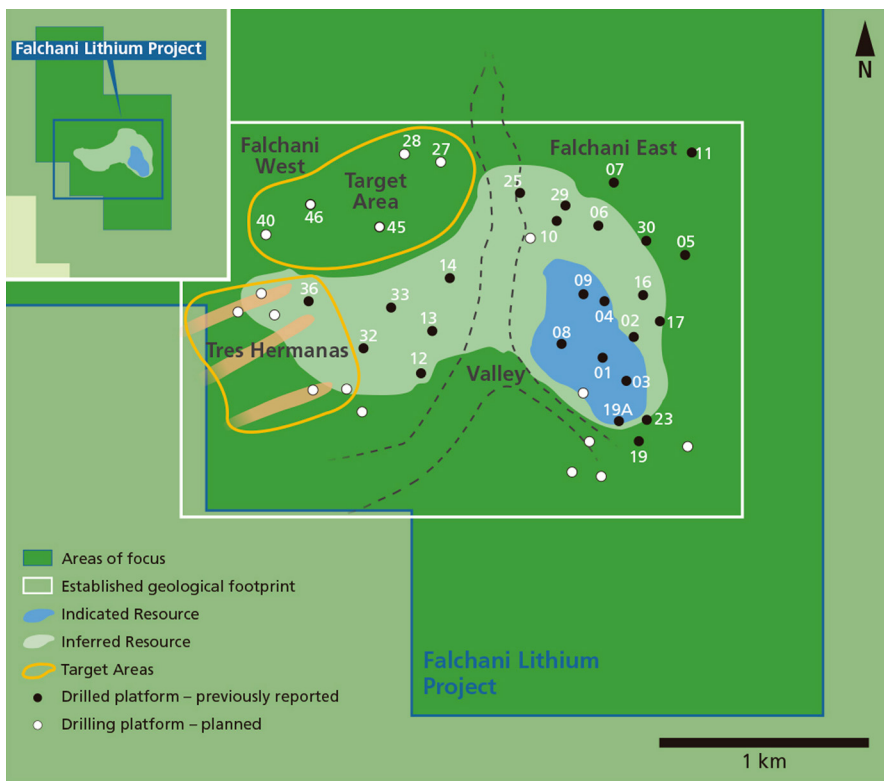 Falchani Lithium Project
N
Falchani
West
28
27
Target
Area
46
40
45
Falchani East
11
07
25
29
06
10
30
05
14
09
16
04
36
33
17
02
13
08
Tres Hermanas
32
12
Valley
01
03
19A
23
19
Areas of focus
Established geological footprint
Indicated Resource
Inferred Resource
Target Areas
Drilled platform – previously reported
Drilling platform – planned
Falchani Lithium
Project
1 km